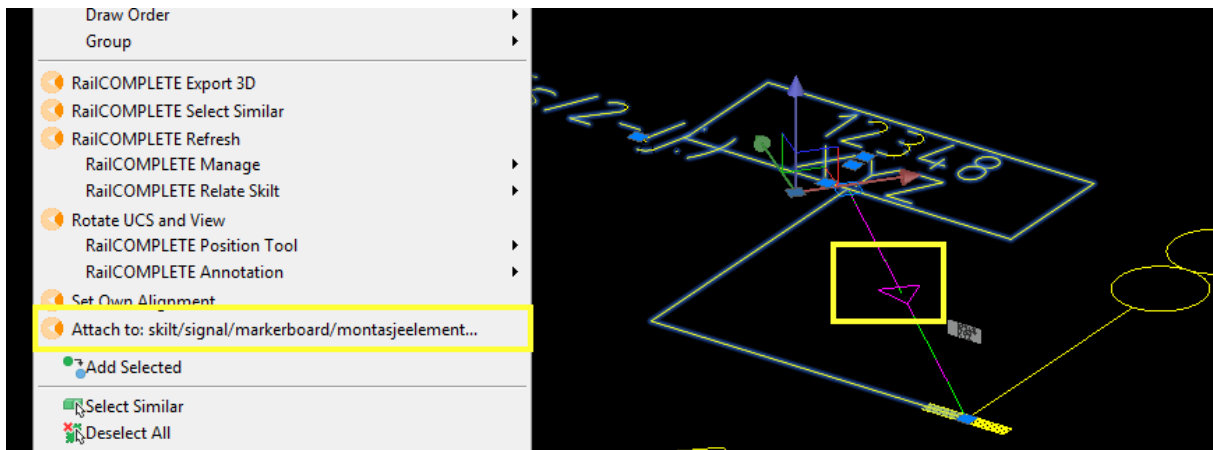 Draw Order
Group
RailCOMPLETE Export 3D
RailCOMPLETE Select Similar
RailCOMPLETE Refresh
RailCOMPLETE Manage
RailCOMPLETE Relate Skilt
Rotate UCS and View
RailCOMPLETE Position Tool
RailCOMPLETE Annotation
Set Own Alignment
Attach to: skilt/signal/markerboard/montasjeelement...
Add Selected
Select Similar
Deselect All
12348